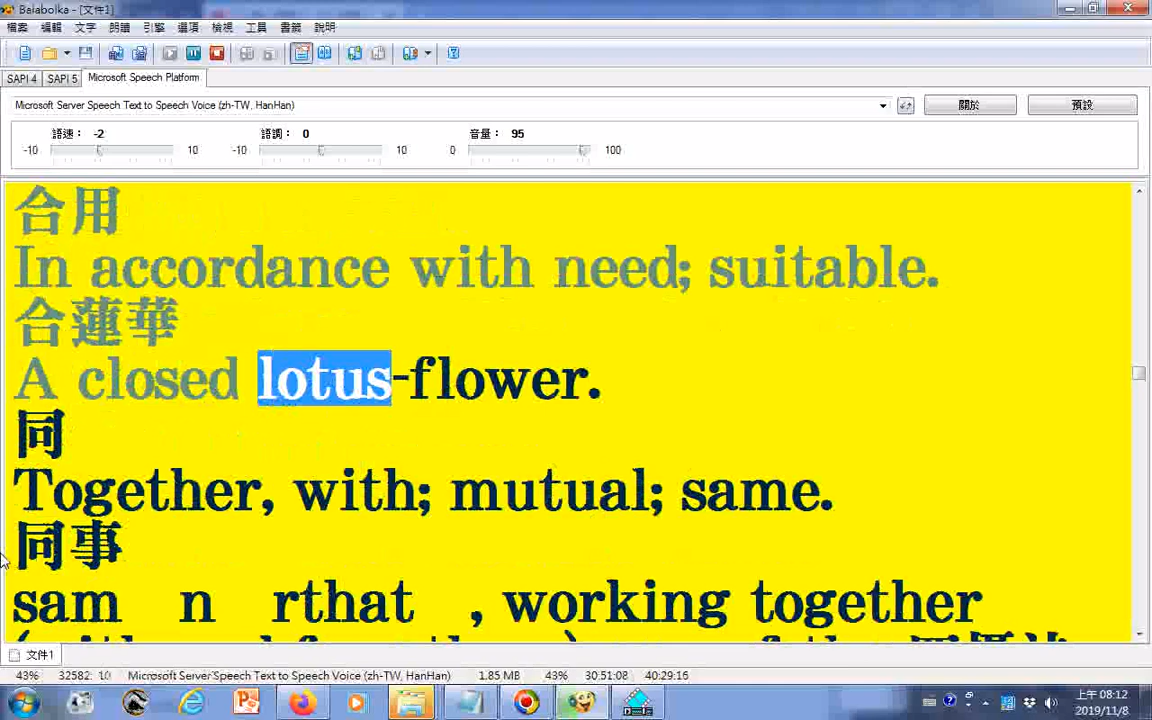 Balabolka - [文件1]
檔案 編輯 文字 朗讀 引擎 選項 檢視 工具 書籤 說明
SAPI 4 SAPI 5 Microsoft Speech Platform
Microsoft Server Speech Text to Speech Voice (zh-TW, HanHan) 關於 預設
語速： -2 語調： 0 音量： 95
-10 10 -10 10 0 100
合用
In accordance with need; suitable.
合蓮華
A closed lotus-flower.
同
Together, with; mutual; same.
同事
sam n rthat , working together
文件1
43% 32582: 10 Microsoft Server Speech Text to Speech Voice (zh-TW, HanHan) 1.85 MB 43% 30:51:08 40:29:16
上午 08:12
2019/11/8